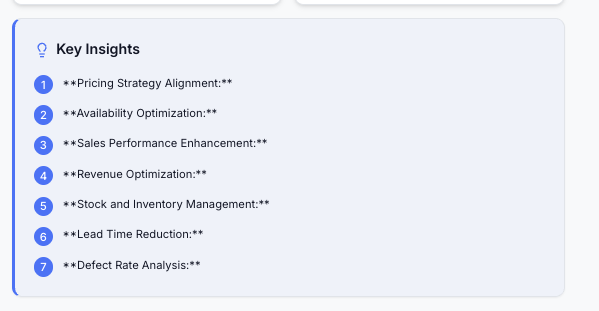 Key Insights
1 **Pricing Strategy Alignment:**
2 **Availability Optimization:**
3 **Sales Performance Enhancement:**
4 **Revenue Optimization:**
5 **Stock and Inventory Management:**
6 **Lead Time Reduction:**
7 **Defect Rate Analysis:**